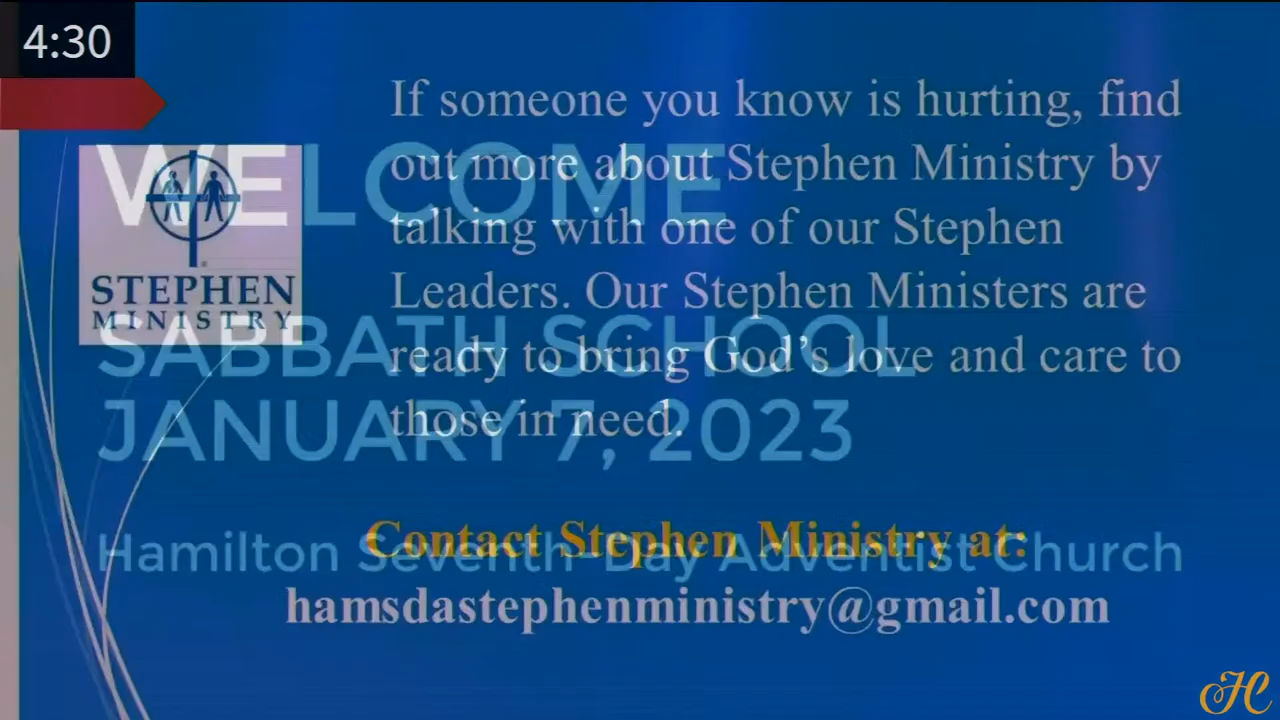 4:30
If someone you know is hurting, find
out more about Stephen Ministry by
talking with one of our Stephen
Leaders. Our Stephen Ministers are
ready to bring God's love and care to
those in need.
Contact Stephen Ministry at:
hamsdastephenministry@gmail.com
STEPHEN
MINISTRY
WELCOME
SABBATH SCHOOL
JANUARY 7, 2023
Hamilton Seventh-Day Adventist Church
HC